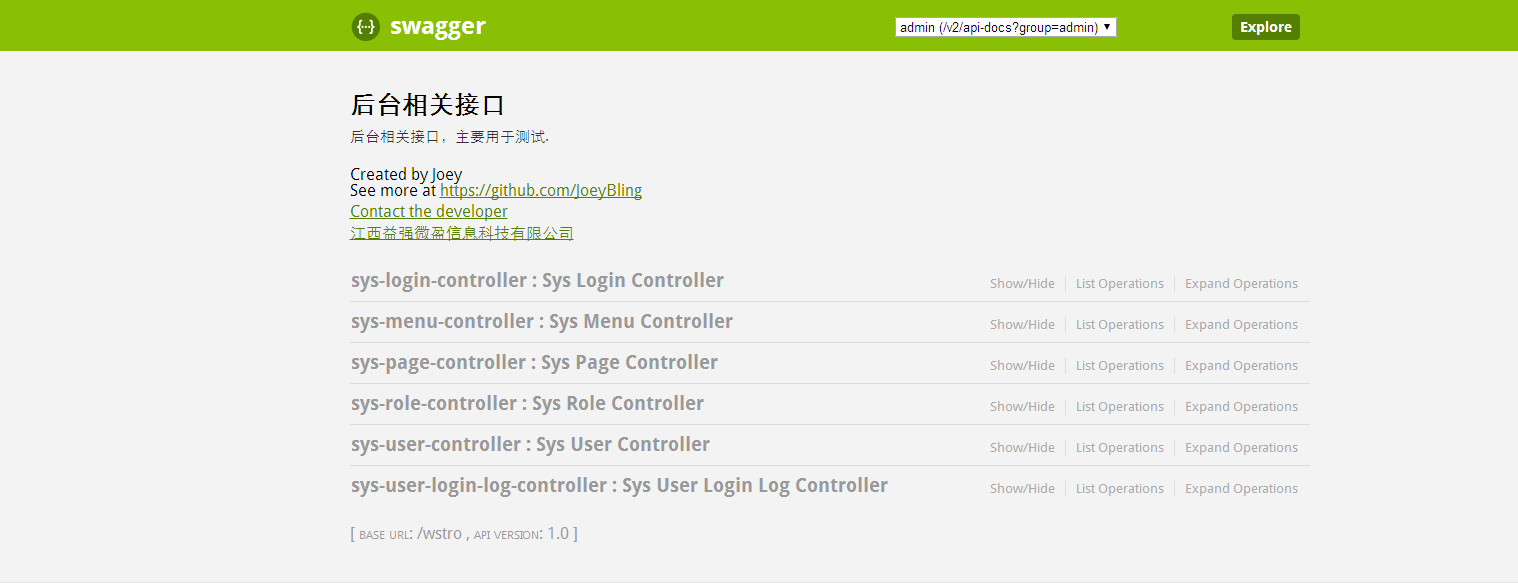 {···} swagger admin (/v2/api-docs?group=admin) Explore
后台相关接口
后台相关接口，主要用于测试.
Created by Joey
See more at https://github.com/JoeyBling
Contact the developer
江西益强微盈信息科技有限公司
sys-login-controller : Sys Login Controller Show/Hide List Operations Expand Operations
sys-menu-controller : Sys Menu Controller Show/Hide List Operations Expand Operations
sys-page-controller : Sys Page Controller Show/Hide List Operations Expand Operations
sys-role-controller : Sys Role Controller Show/Hide List Operations Expand Operations
sys-user-controller : Sys User Controller Show/Hide List Operations Expand Operations
sys-user-login-log-controller : Sys User Login Log Controller Show/Hide List Operations Expand Operations
[ BASE URL: /wstro , API VERSION: 1.0 ]